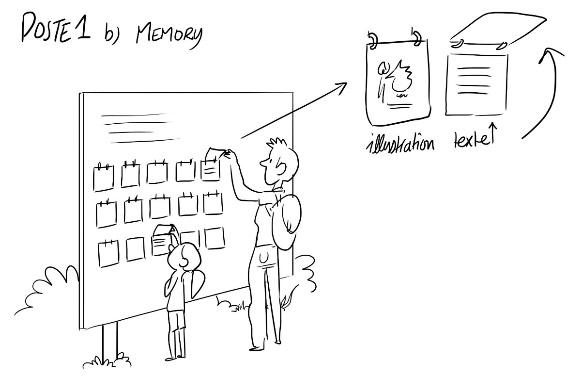 POSTE 1 b) MEMORY
illustration
texte